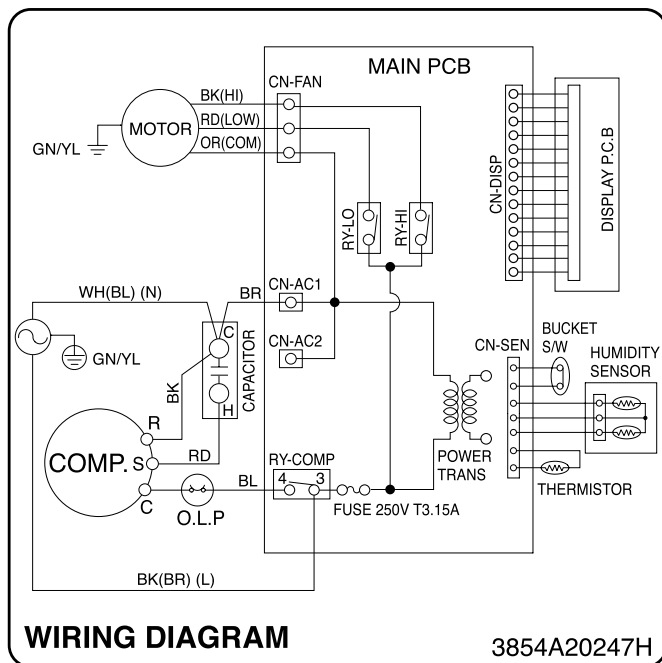 MAIN PCB
CN-FAN
BK(HI)
RD(LOW)
OR(COM)
MOTOR
GN/YL
CN-DISP
DISPLAY P.C.B
RY-LO
RY-HI
WH(BL) (N)
BR
CN-AC1
CN-AC2
GN/YL
C
H
CAPACITOR
BK
RD
R
S
C
COMP.
O.L.P
BL
RY-COMP
4
3
FUSE 250V T3.15A
POWER
TRANS
CN-SEN
BUCKET
S/W
HUMIDITY
SENSOR
THERMISTOR
BK(BR) (L)
WIRING DIAGRAM
3854A20247H